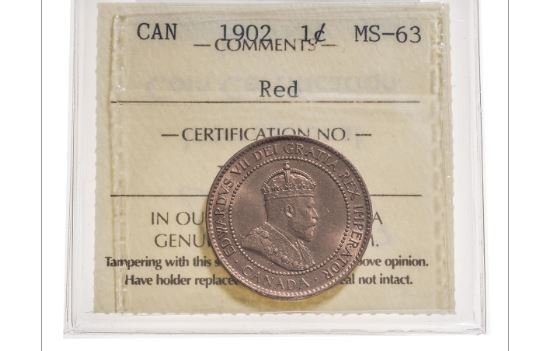 CAN 1902 1¢ MS-63
COMMENTS
Red
CERTIFICATION NO.
EDWARDVS VII DEI GRATIA REX IMPERATOR
CANADA
IN OU A
GENU M.
Tampering with this s ove opinion.
Have holder replace eal not intact.